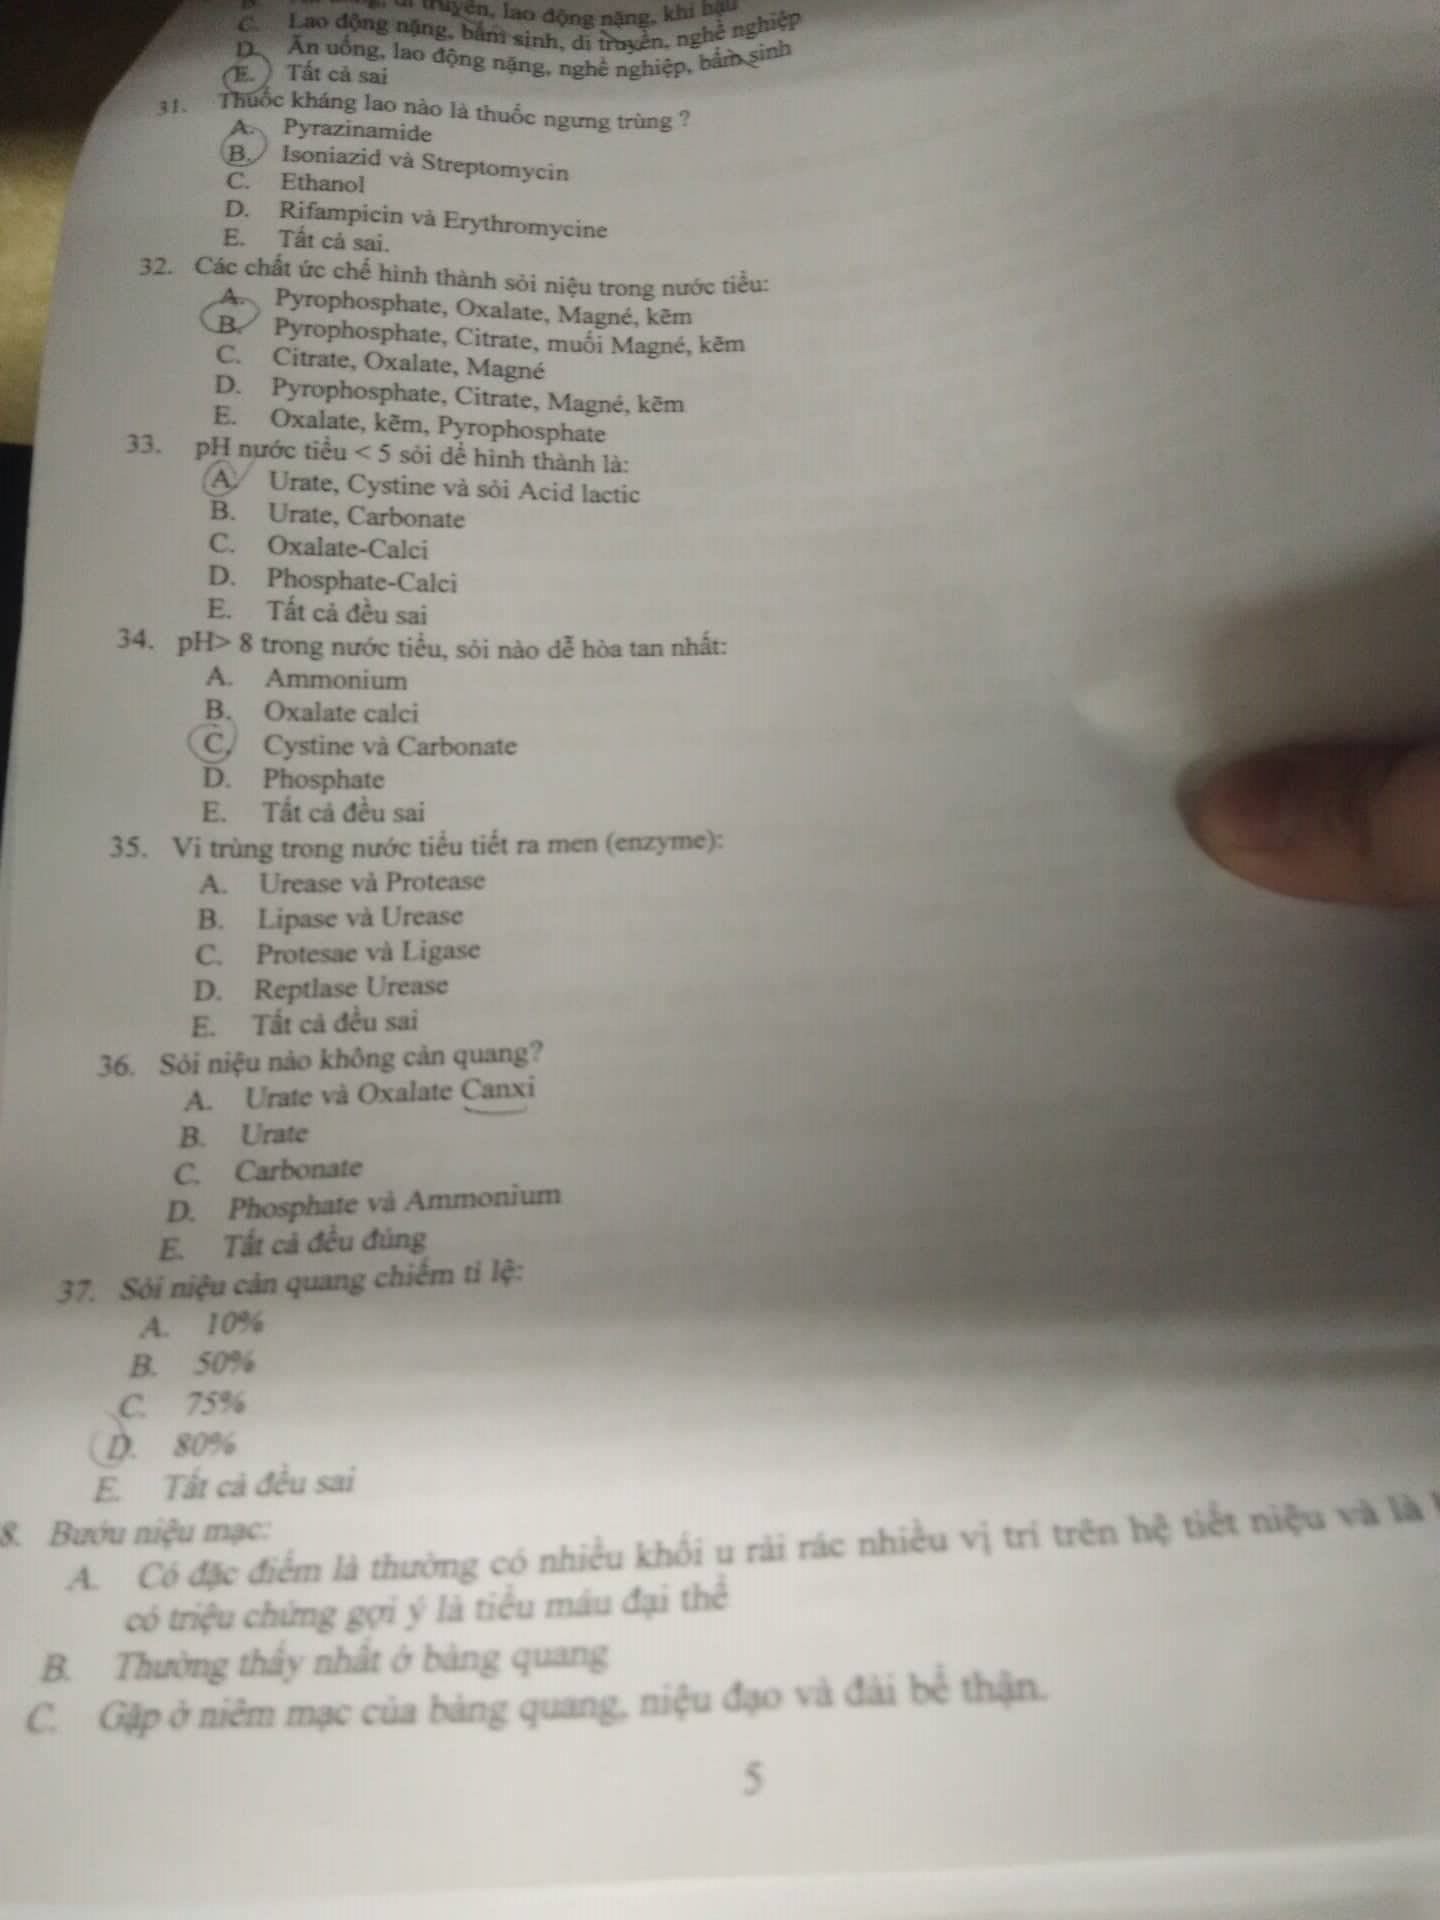 truyền, lao động nặng, khí hậu
C. Lao động nặng, bẩm sinh, di truyền, nghề nghiệp
D. Ăn uống, lao động nặng, nghề nghiệp, bẩm sinh
E. Tất cả sai
31. Thuốc kháng lao nào là thuốc ngưng trùng ?
A. Pyrazinamide
B. Isoniazid và Streptomycin
C. Ethanol
D. Rifampicin và Erythromycine
E. Tất cả sai.
32. Các chất ức chế hình thành sỏi niệu trong nước tiểu:
A. Pyrophosphate, Oxalate, Magné, kẽm
B. Pyrophosphate, Citrate, muối Magné, kẽm
C. Citrate, Oxalate, Magné
D. Pyrophosphate, Citrate, Magné, kẽm
E. Oxalate, kẽm, Pyrophosphate
33. pH nước tiểu < 5 sỏi dể hình thành là:
A. Urate, Cystine và sỏi Acid lactic
B. Urate, Carbonate
C. Oxalate-Calci
D. Phosphate-Calci
E. Tất cả đều sai
34. pH> 8 trong nước tiểu, sỏi nào dễ hòa tan nhất:
A. Ammonium
B. Oxalate calci
C. Cystine và Carbonate
D. Phosphate
E. Tất cả đều sai
35. Vi trùng trong nước tiểu tiết ra men (enzyme):
A. Urease và Protease
B. Lipase và Urease
C. Protesae và Ligase
D. Reptlase Urease
E. Tất cả đều sai
36. Sỏi niệu nào không cản quang?
A. Urate và Oxalate Canxi
B. Urate
C. Carbonate
D. Phosphate và Ammonium
E. Tất cả đều đúng
37. Sỏi niệu cản quang chiếm tỉ lệ:
A. 10%
B. 50%
C. 75%
D. 80%
E. Tất cả đều sai
8. Bướu niệu mạc:
A. Có đặc điểm là thường có nhiều khối u rải rác nhiều vị trí trên hệ tiết niệu và là
có triệu chứng gợi ý là tiểu máu đại thể
B. Thường thấy nhất ở bàng quang
C. Gặp ở niêm mạc của bàng quang, niệu đạo và đài bể thận.
5